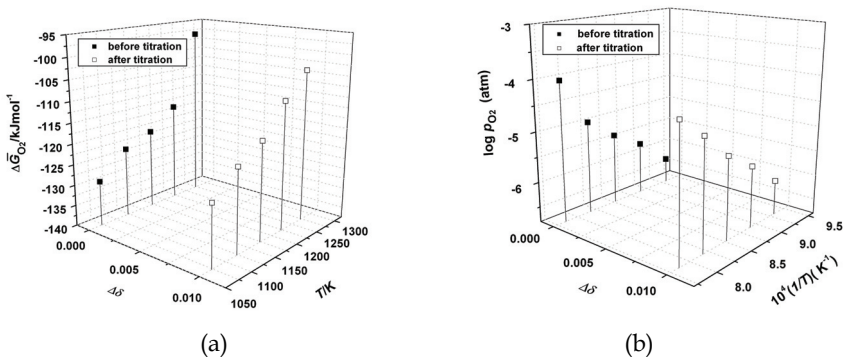 before titration
after titration
-95
-100
-105
-110
-115
-120
-125
-130
-135
-140
ΔG̅O₂/kJmol⁻¹
0.000
0.005
0.010
Δδ
1050
1100
1150
1200
1250
1300
T/K
(a)
before titration
after titration
-3
-4
-5
-6
log pO₂ (atm)
0.000
0.005
0.010
Δδ
8.0
8.5
9.0
9.5
10⁴(1/T)(K⁻¹)
(b)